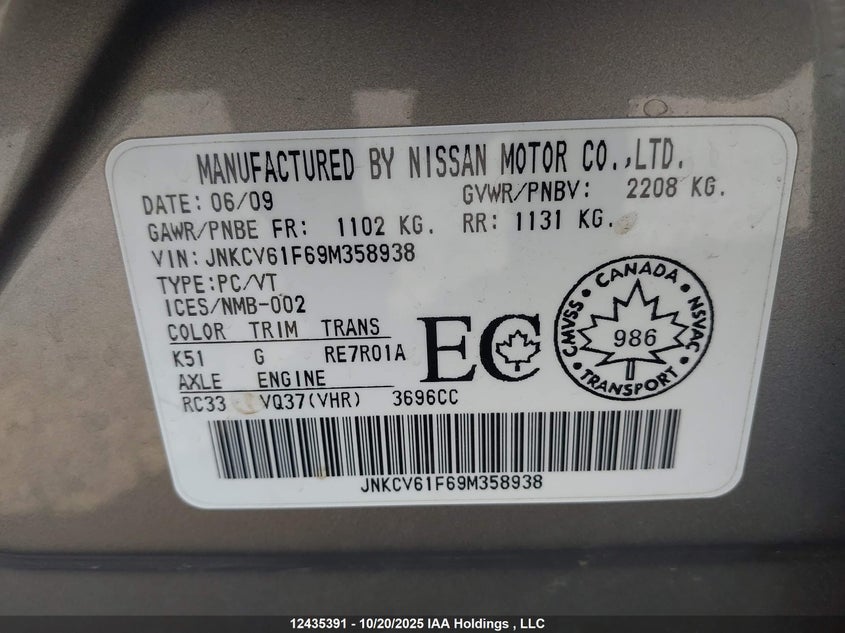 MANUFACTURED BY NISSAN MOTOR CO.,LTD.
DATE: 06/09 GVWR/PNBV: 2208 KG.
GAWR/PNBE FR: 1102 KG. RR: 1131 KG.
VIN: JNKCV61F69M358938
TYPE:PC/VT
ICES/NMB-002
COLOR TRIM TRANS
K51 G RE7R01A
AXLE ENGINE
RC33 VQ37(VHR) 3696CC
EC
CANADA
CMVSS
986
NSVAC
TRANSPORT
JNKCV61F69M358938
12435391 - 10/20/2025 IAA Holdings , LLC